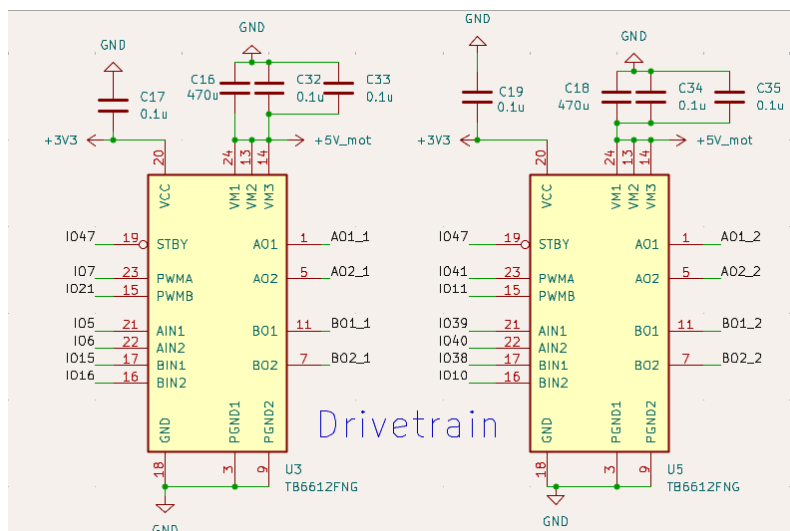 GND
C17
0.1u
+3V3
GND
C16
470u
C32
0.1u
C33
0.1u
+5V_mot
20
24
13
14
VCC
VM1
VM2
VM3
IO47
19
STBY
AO1
1
AO1_1
IO7
23
PWMA
AO2
5
AO2_1
IO21
15
PWMB
IO5
21
AIN1
BO1
11
BO1_1
IO6
22
AIN2
IO15
17
BIN1
BO2
7
BO2_1
IO16
16
BIN2
GND
PGND1
PGND2
18
3
9
U3
TB6612FNG
GND
Drivetrain
GND
C19
0.1u
+3V3
GND
C18
470u
C34
0.1u
C35
0.1u
+5V_mot
20
24
13
14
VCC
VM1
VM2
VM3
IO47
19
STBY
AO1
1
AO1_2
IO41
23
PWMA
AO2
5
AO2_2
IO11
15
PWMB
IO39
21
AIN1
BO1
11
BO1_2
IO40
22
AIN2
IO38
17
BIN1
BO2
7
BO2_2
IO10
16
BIN2
GND
PGND1
PGND2
18
3
9
U5
TB6612FNG
GND